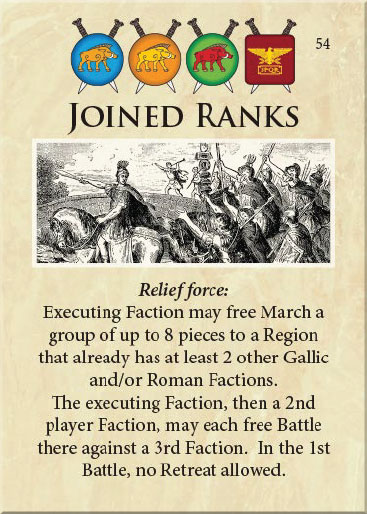 54
SPQR
JOINED RANKS
Relief force:
Executing Faction may free March a
group of up to 8 pieces to a Region
that already has at least 2 other Gallic
and/or Roman Factions.
The executing Faction, then a 2nd
player Faction, may each free Battle
there against a 3rd Faction.  In the 1st
Battle, no Retreat allowed.